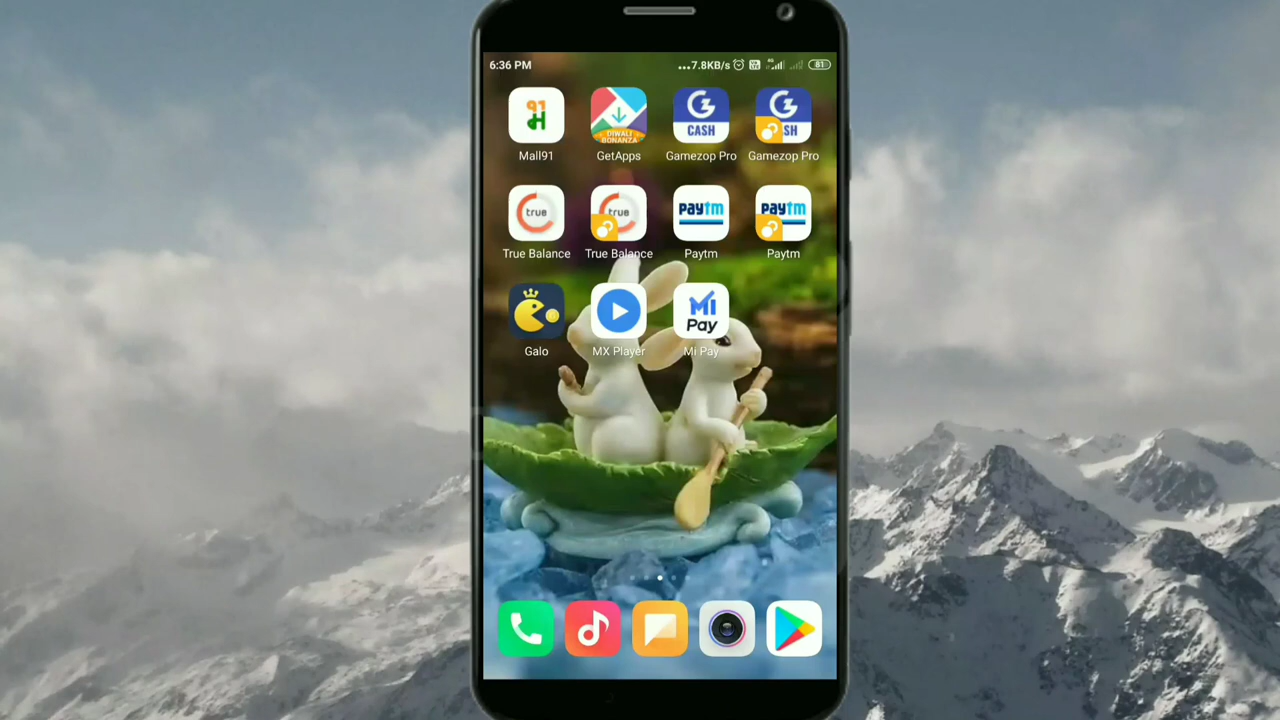 6:36 PM
...7.8KB/s
4G
81
91
DIWALI
BONANZA
CASH
SH
Mall91
GetApps
Gamezop Pro
Gamezop Pro
true
true
paytm
paytm
True Balance
True Balance
Paytm
Paytm
Mi
Pay
Galo
MX Player
Mi Pay